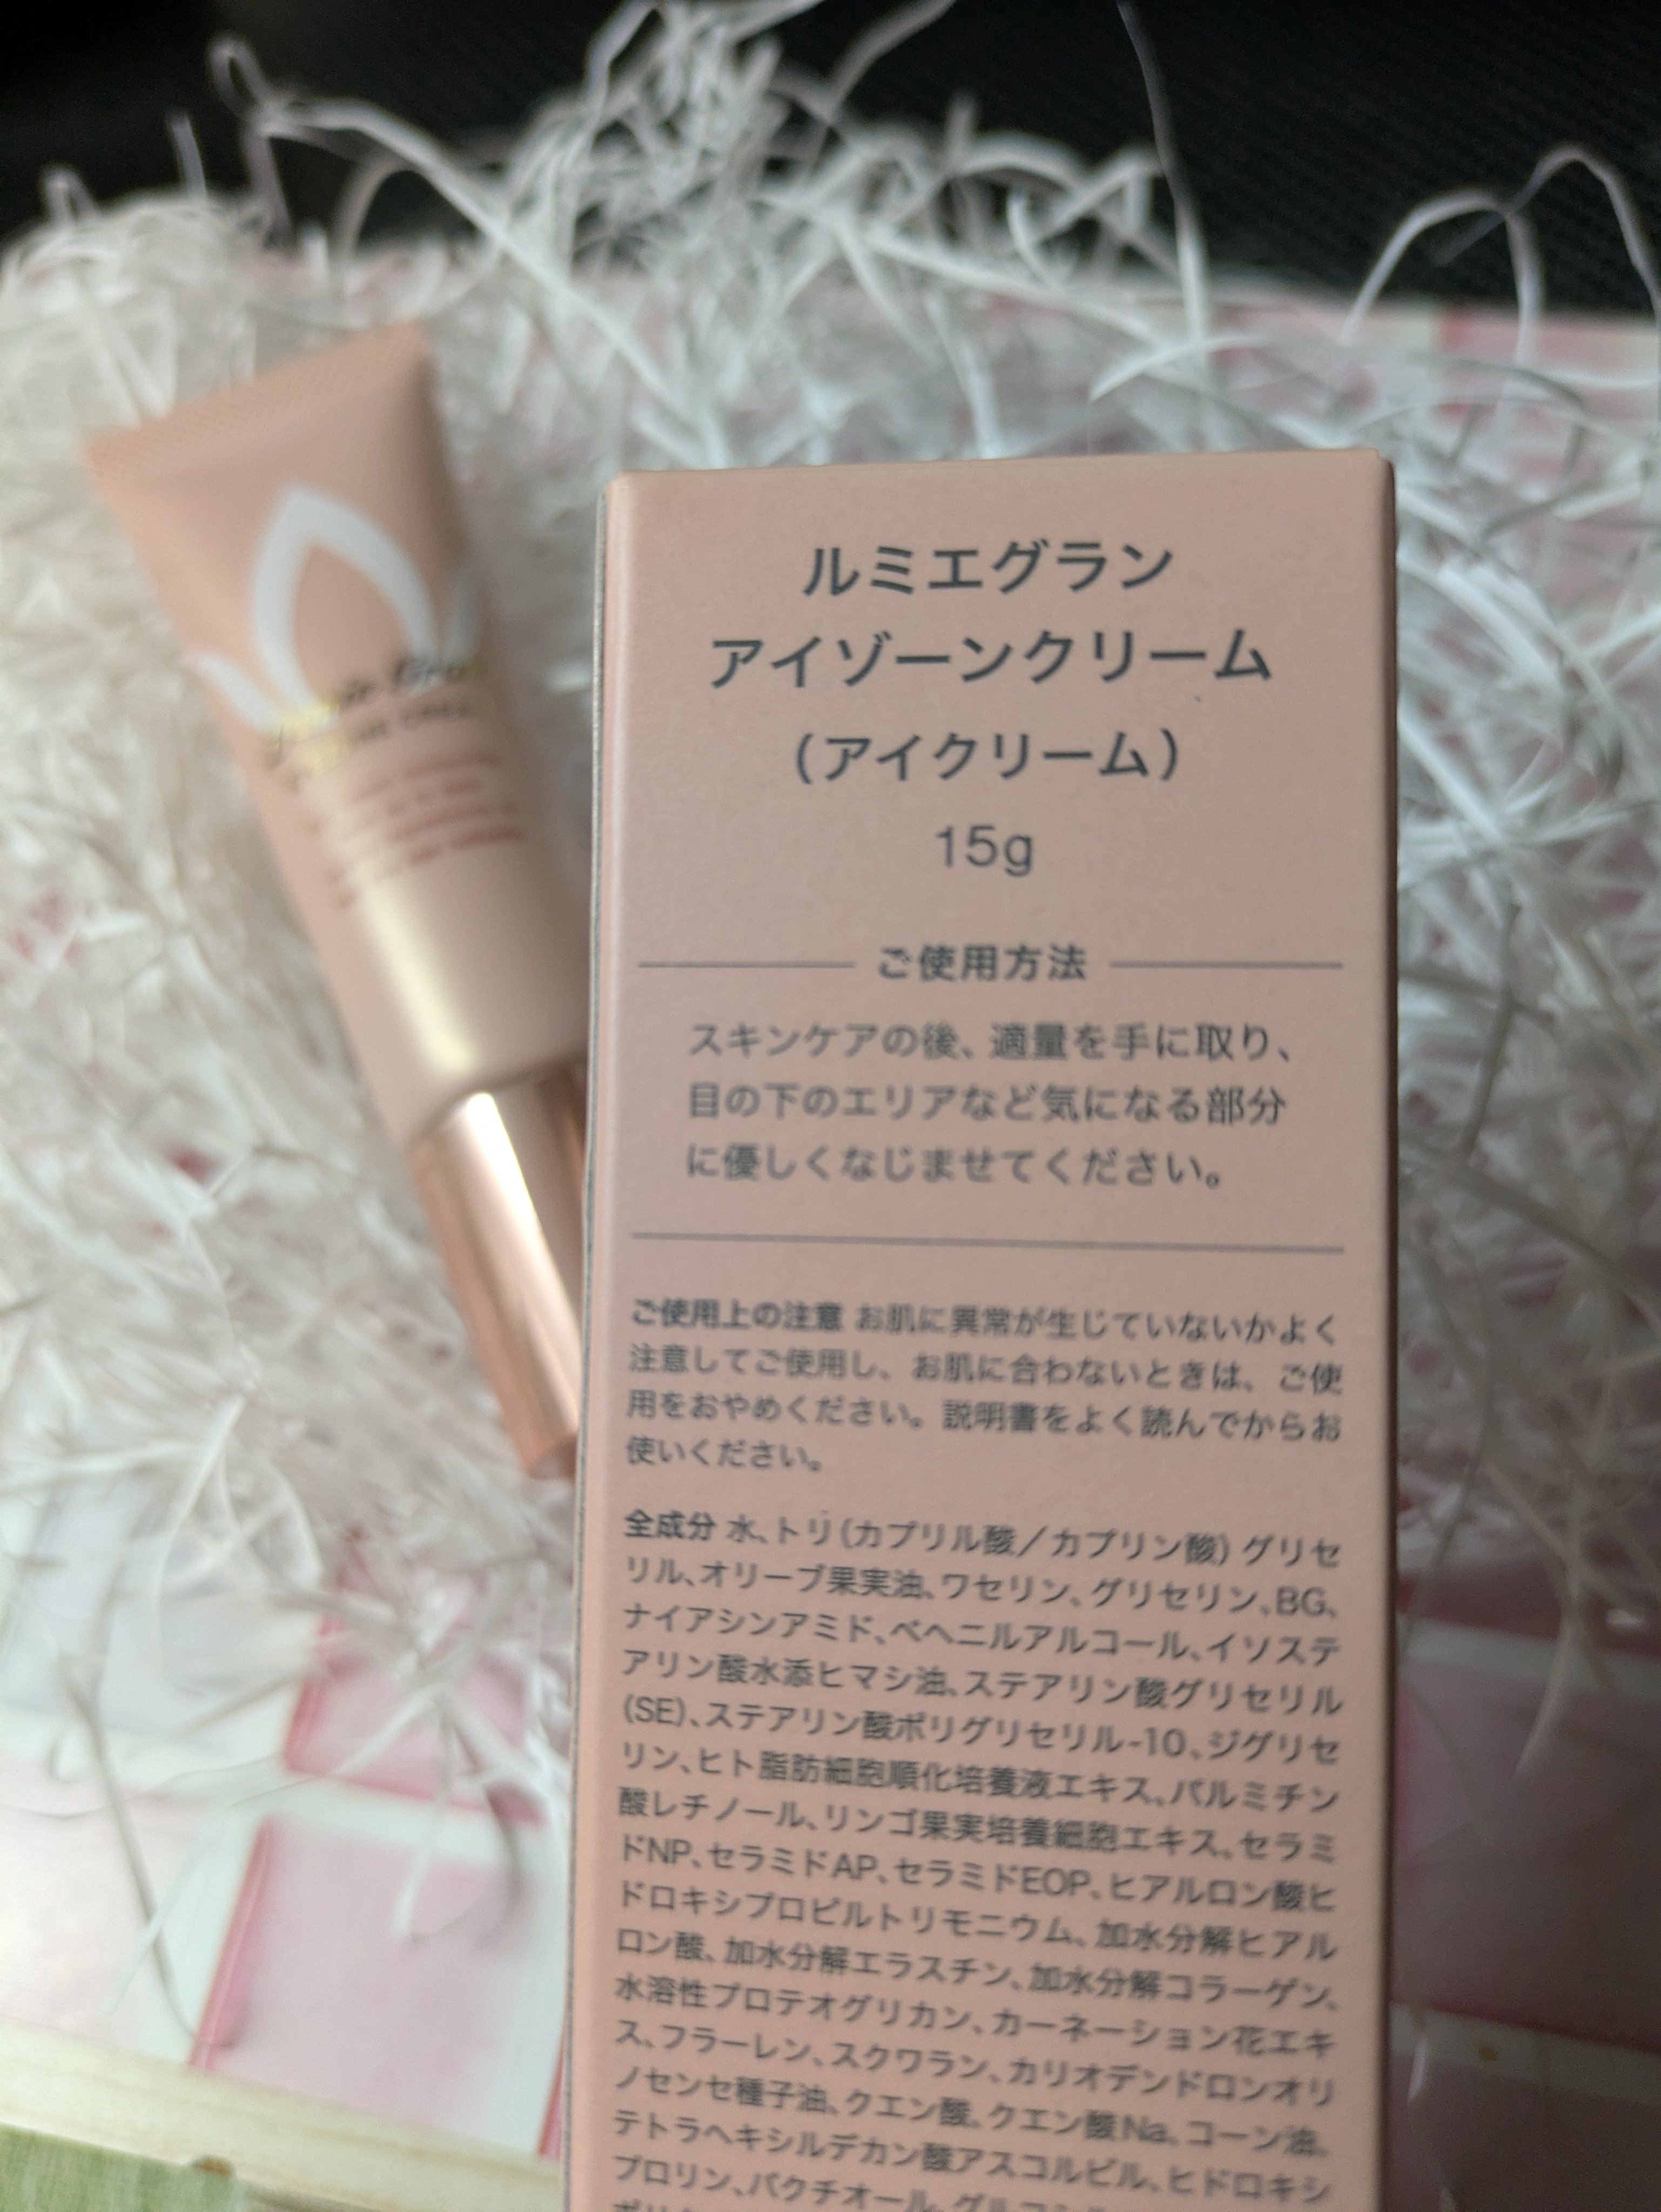 ルミエグラン
アイゾーンクリーム
(アイクリーム)
15g
ご使用方法
スキンケアの後、適量を手に取り、
目の下のエリアなど気になる部分
に優しくなじませてください。
ご使用上の注意 お肌に異常が生じていないかよく
注意してご使用し、お肌に合わないときは、ご使
用をおやめください。説明書をよく読んでからお
使いください。
全成分 水、トリ(カプリル酸/カプリン酸)グリセ
リル、オリーブ果実油、ワセリン、グリセリン、BG、
ナイアシンアミド、ベヘニルアルコール、イソステ
アリン酸水添ヒマシ油、ステアリン酸グリセリル
(SE)、ステアリン酸ポリグリセリル-10、ジグリセ
リン、ヒト脂肪細胞順化培養液エキス、パルミチン
酸レチノール、リンゴ果実培養細胞エキス、セラミ
ドNP、セラミドAP、セラミドEOP、ヒアルロン酸ヒ
ドロキシプロピルトリモニウム、加水分解ヒアル
ロン酸、加水分解エラスチン、加水分解コラーゲン、
水溶性プロテオグリカン、カーネーション花エキ
ス、フラーレン、スクワラン、カリオデンドロンオリ
ノセンセ種子油、クエン酸、クエン酸Na、コーン油、
テトラヘキシルデカン酸アスコルビル、ヒドロキシ
プロリン、バクチオール、